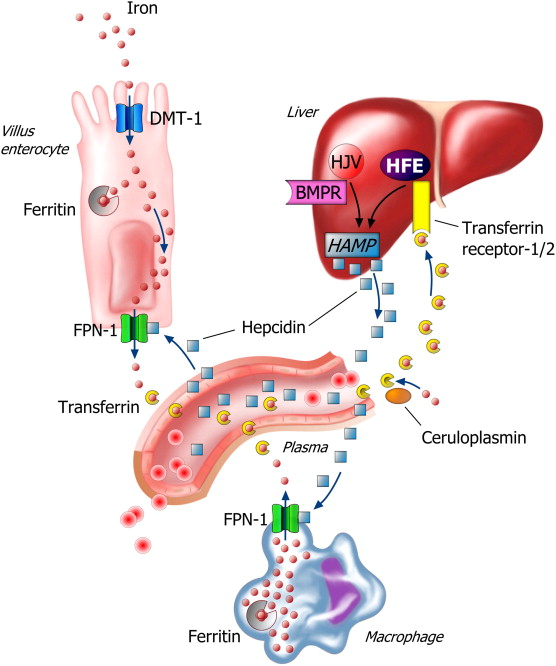 Iron
DMT-1
Villus
enterocyte
Ferritin
FPN-1
Transferrin
Liver
HJV
HFE
BMPR
HAMP
Transferrin
receptor-1/2
Hepcidin
Ceruloplasmin
Plasma
FPN-1
Ferritin
Macrophage